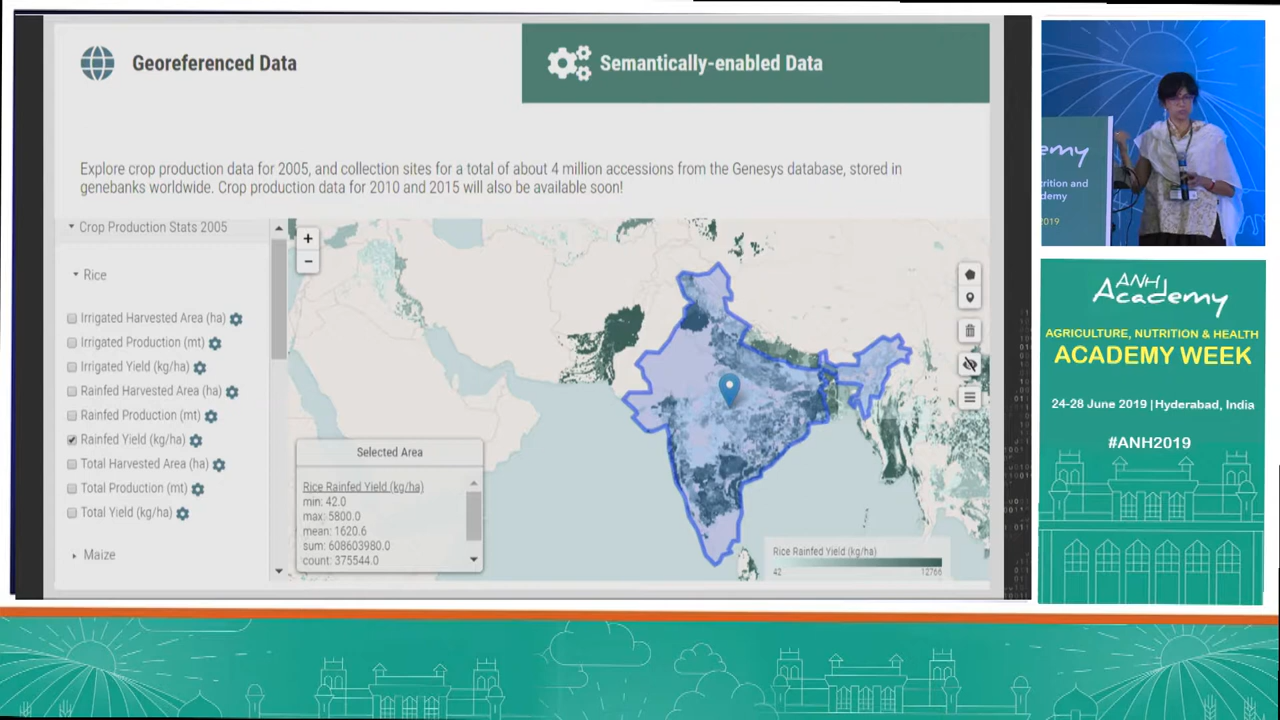 Georeferenced Data
Semantically-enabled Data
Explore crop production data for 2005, and collection sites for a total of about 4 million accessions from the Genesys database, stored in
genebanks worldwide. Crop production data for 2010 and 2015 will also be available soon!
Crop Production Stats 2005
Rice
Irrigated Harvested Area (ha)
Irrigated Production (mt)
Irrigated Yield (kg/ha)
Rainfed Harvested Area (ha)
Rainfed Production (mt)
Rainfed Yield (kg/ha)
Total Harvested Area (ha)
Total Production (mt)
Total Yield (kg/ha)
Maize
+
−
Selected Area
Rice Rainfed Yield (kg/ha)
min: 42.0
max: 5800.0
mean: 1620.6
sum: 608603980.0
count: 375544.0
Rice Rainfed Yield (kg/ha)
42 12766
emy
trition and
demy
2019
ANH
Academy
AGRICULTURE, NUTRITION & HEALTH
ACADEMY WEEK
24-28 June 2019 | Hyderabad, India
#ANH2019